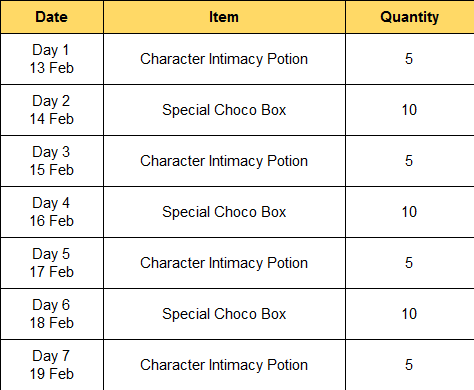 Date Item Quantity
Day 1
13 Feb
Character Intimacy Potion
5
Day 2
14 Feb
Special Choco Box
10
Day 3
15 Feb
Character Intimacy Potion
5
Day 4
16 Feb
Special Choco Box
10
Day 5
17 Feb
Character Intimacy Potion
5
Day 6
18 Feb
Special Choco Box
10
Day 7
19 Feb
Character Intimacy Potion
5